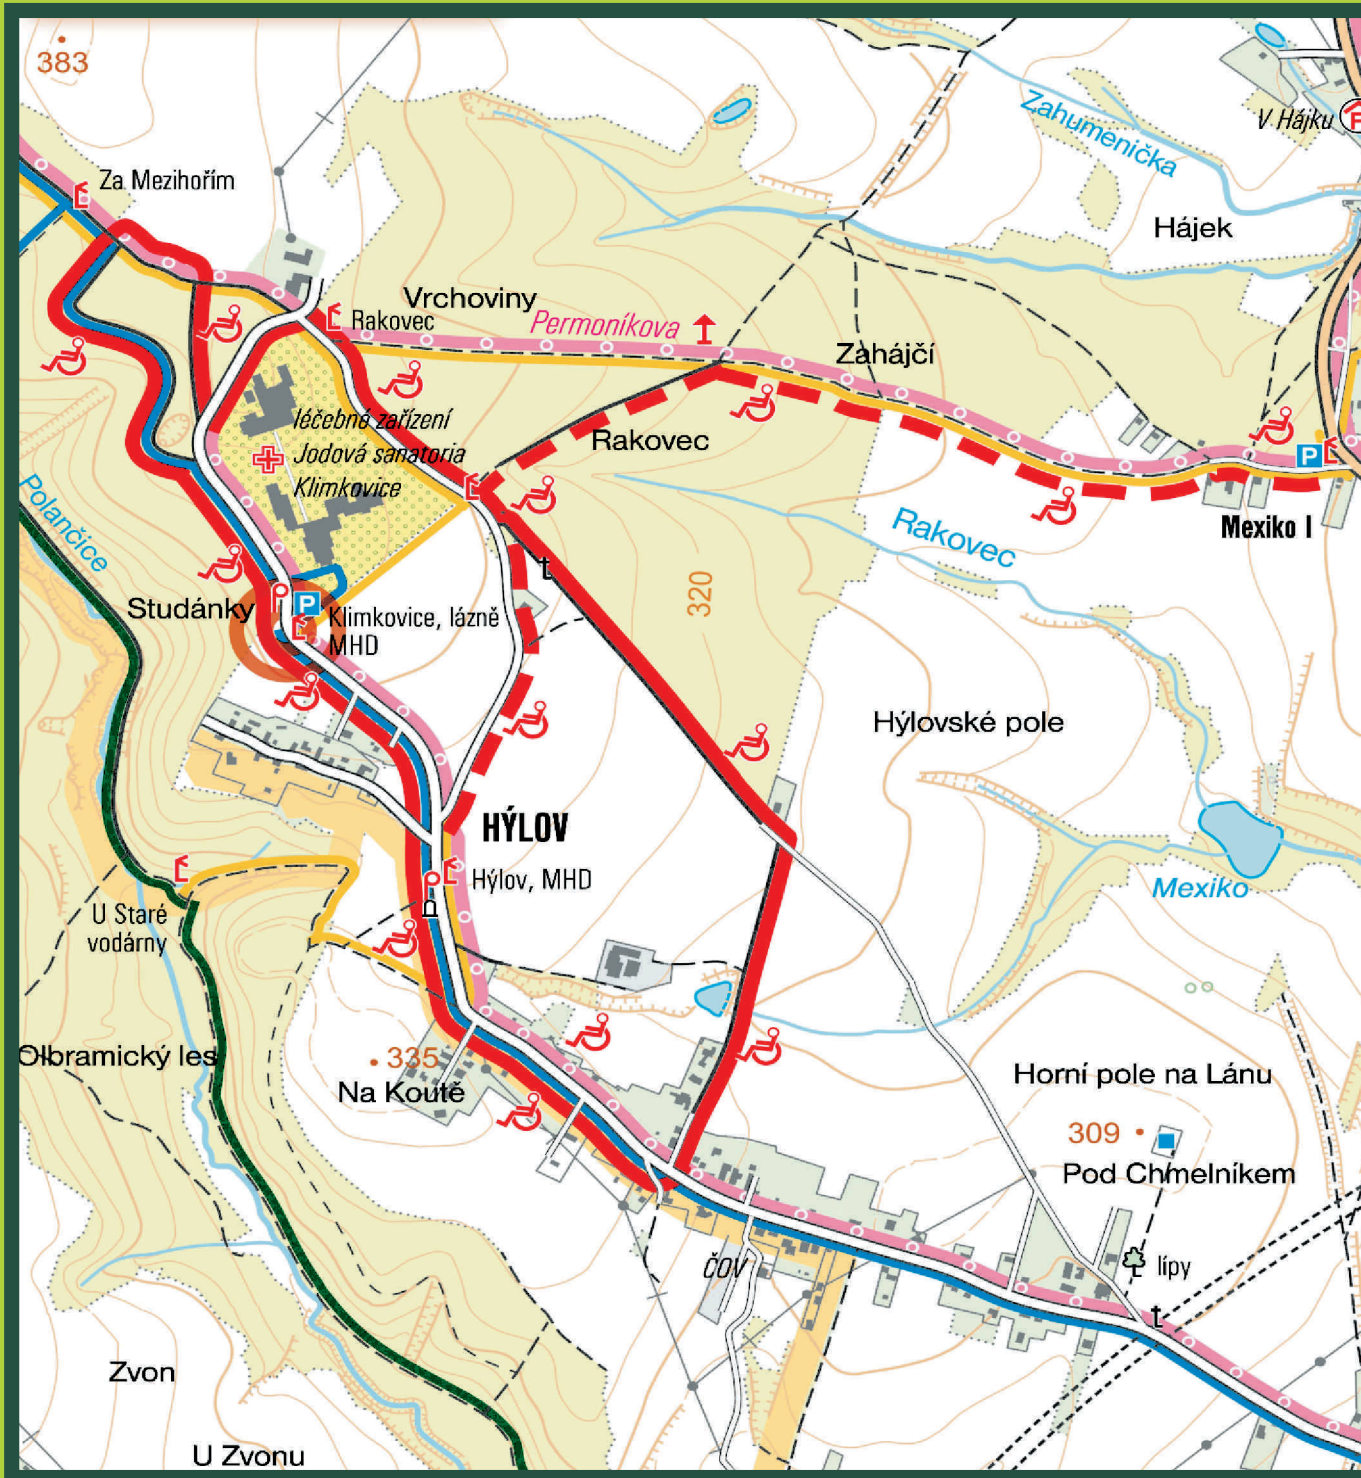 383
Za Mezihořím
Zahumenička
V Hájku
Hájek
Vrchoviny
Rakovec
Permoníkova
Zahájčí
léčebné zařízení
Jodová sanatoria
Klimkovice
Rakovec
Polančice
Rakovec
P
Mexiko I
320
Studánky
P
Klimkovice, lázně
MHD
t
Hýlovské pole
HÝLOV
Hýlov, MHD
Mexiko
U Staré
vodárny
Olbramický les
335
Na Koutě
Horní pole na Lánu
309
Pod Chmelníkem
ČOV
lípy
t
Zvon
U Zvonu